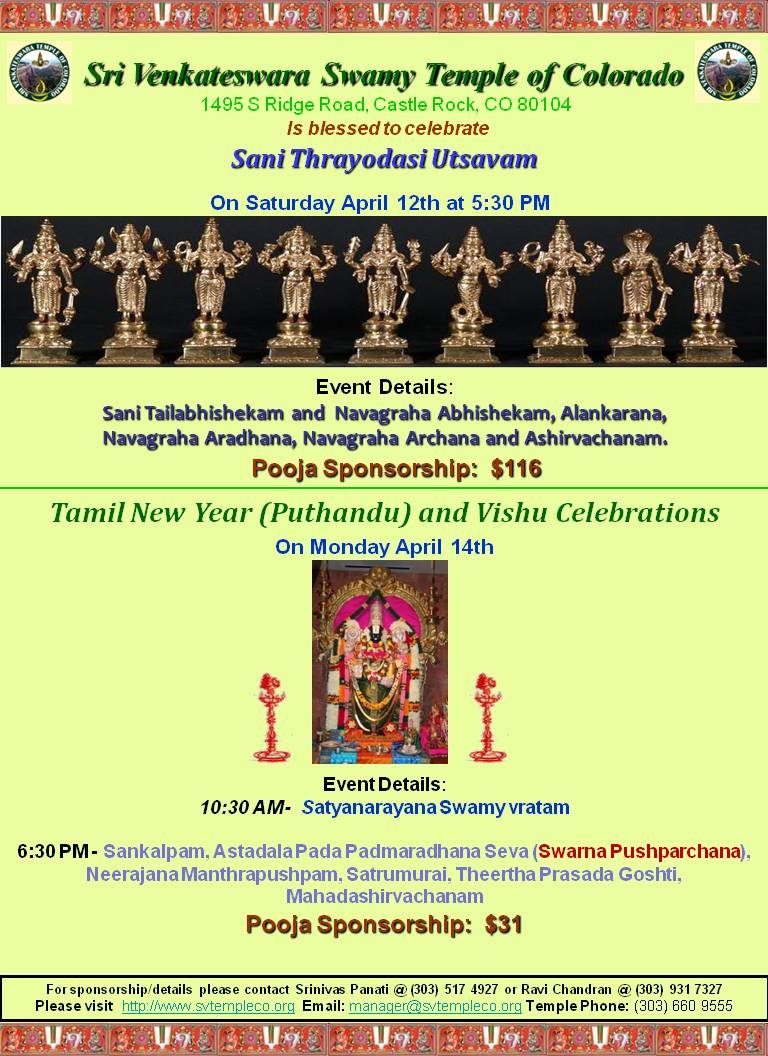 Sri Venkateswara Swamy Temple of Colorado
1495 S Ridge Road, Castle Rock, CO 80104
Is blessed to celebrate
Sani Thrayodasi Utsavam
On Saturday April 12th at 5:30 PM
Event Details:
Sani Tailabhishekam and Navagraha Abhishekam, Alankarana,
Navagraha Aradhana, Navagraha Archana and Ashirvachanam.
Pooja Sponsorship: $116
Tamil New Year (Puthandu) and Vishu Celebrations
On Monday April 14th
Event Details:
10:30 AM- Satyanarayana Swamy vratam
6:30 PM - Sankalpam, Astadala Pada Padmaradhana Seva (Swarna Pushparchana),
Neerajana Manthrapushpam, Satrumurai, Theertha Prasada Goshti,
Mahadashirvachanam
Pooja Sponsorship: $31
For sponsorship/details please contact Srinivas Panati @ (303) 517 4927 or Ravi Chandran @ (303) 931 7327
Please visit http://www.svtempleco.org Email: manager@svtempleco.org Temple Phone: (303) 660 9555